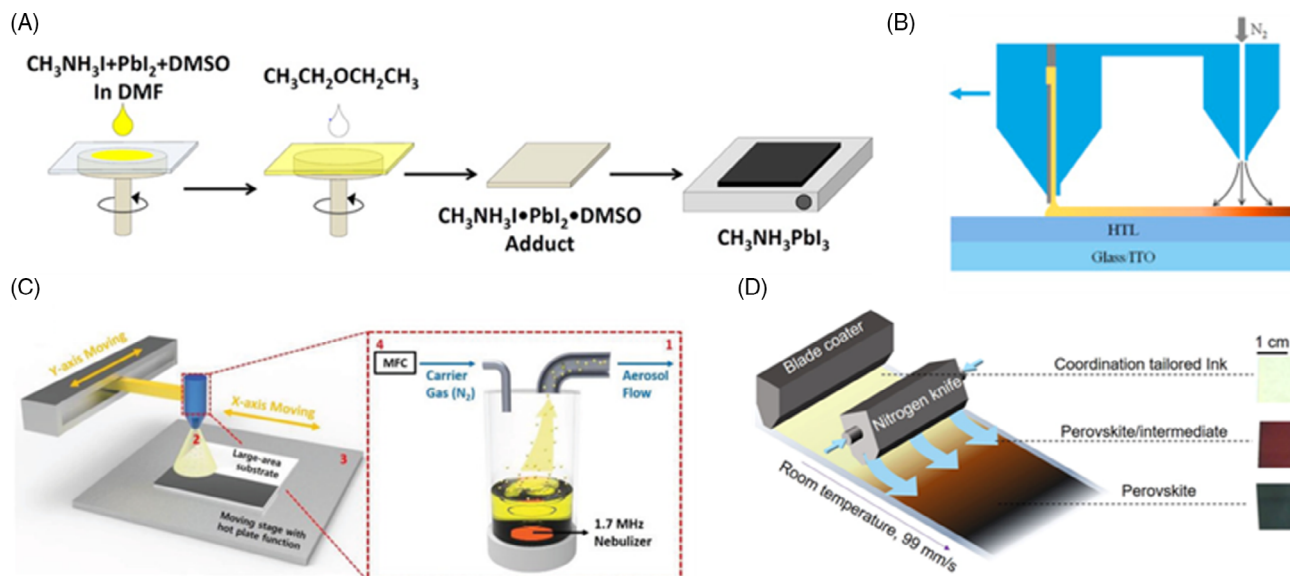 (A)
CH₃NH₃I+PbI₂+DMSO
In DMF
CH₃CH₂OCH₂CH₃
CH₃NH₃I•PbI₂•DMSO
Adduct
CH₃NH₃PbI₃
(B)
N₂
HTL
Glass/ITO
(C)
Y-axis Moving
X-axis Moving
2
3
Large-area
substrate
Moving stage with
hot plate function
4
1
MFC
Carrier
Gas (N₂)
Aerosol
Flow
1.7 MHz
Nebulizer
(D)
Blade coater
Nitrogen knife
Room temperature, 99 mm/s
1 cm
Coordination tailored Ink
Perovskite/intermediate
Perovskite